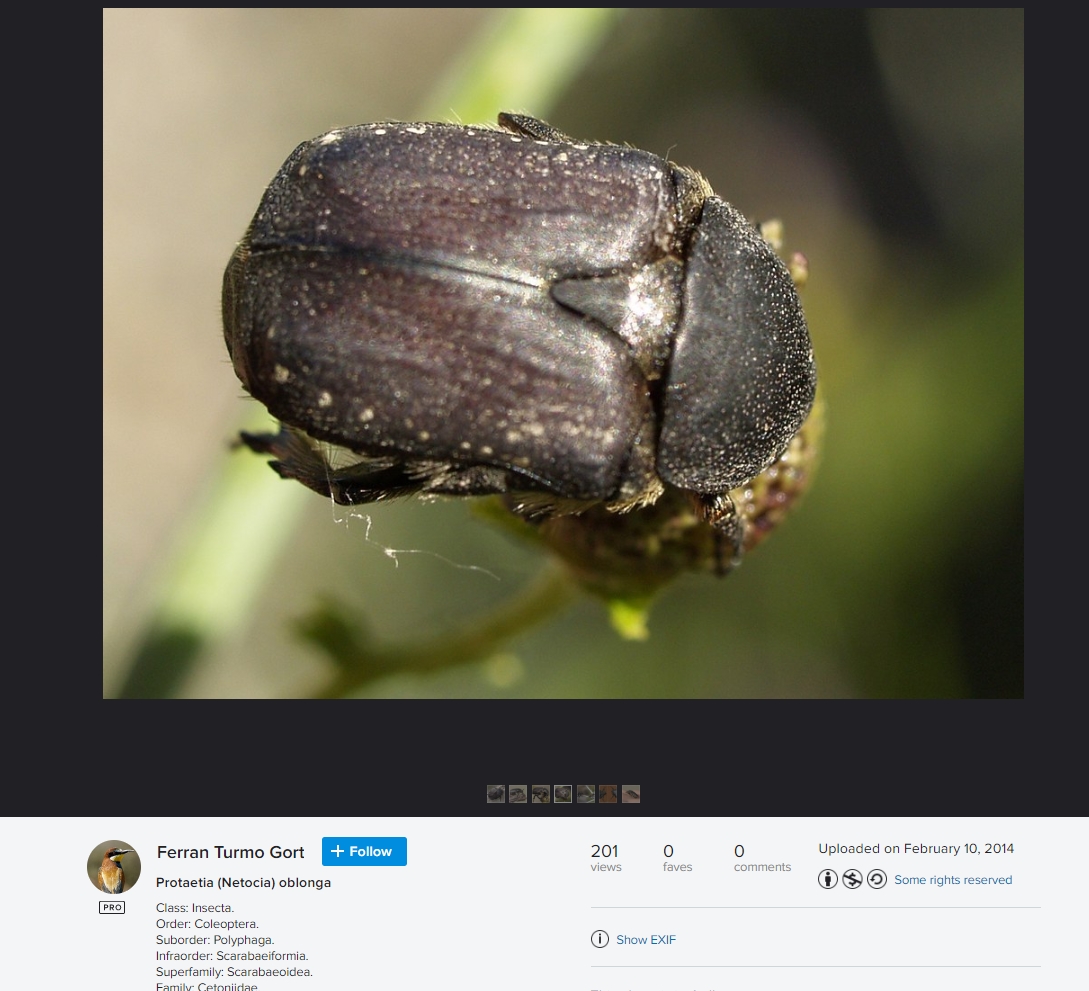 Ferran Turmo Gort
+ Follow
PRO
Protaetia (Netocia) oblonga
Class: Insecta.
Order: Coleoptera.
Suborder: Polyphaga.
Infraorder: Scarabaeiformia.
Superfamily: Scarabaeoidea.
Family: Cetoniidae
201
views
0
faves
0
comments
Uploaded on February 10, 2014
Some rights reserved
Show EXIF